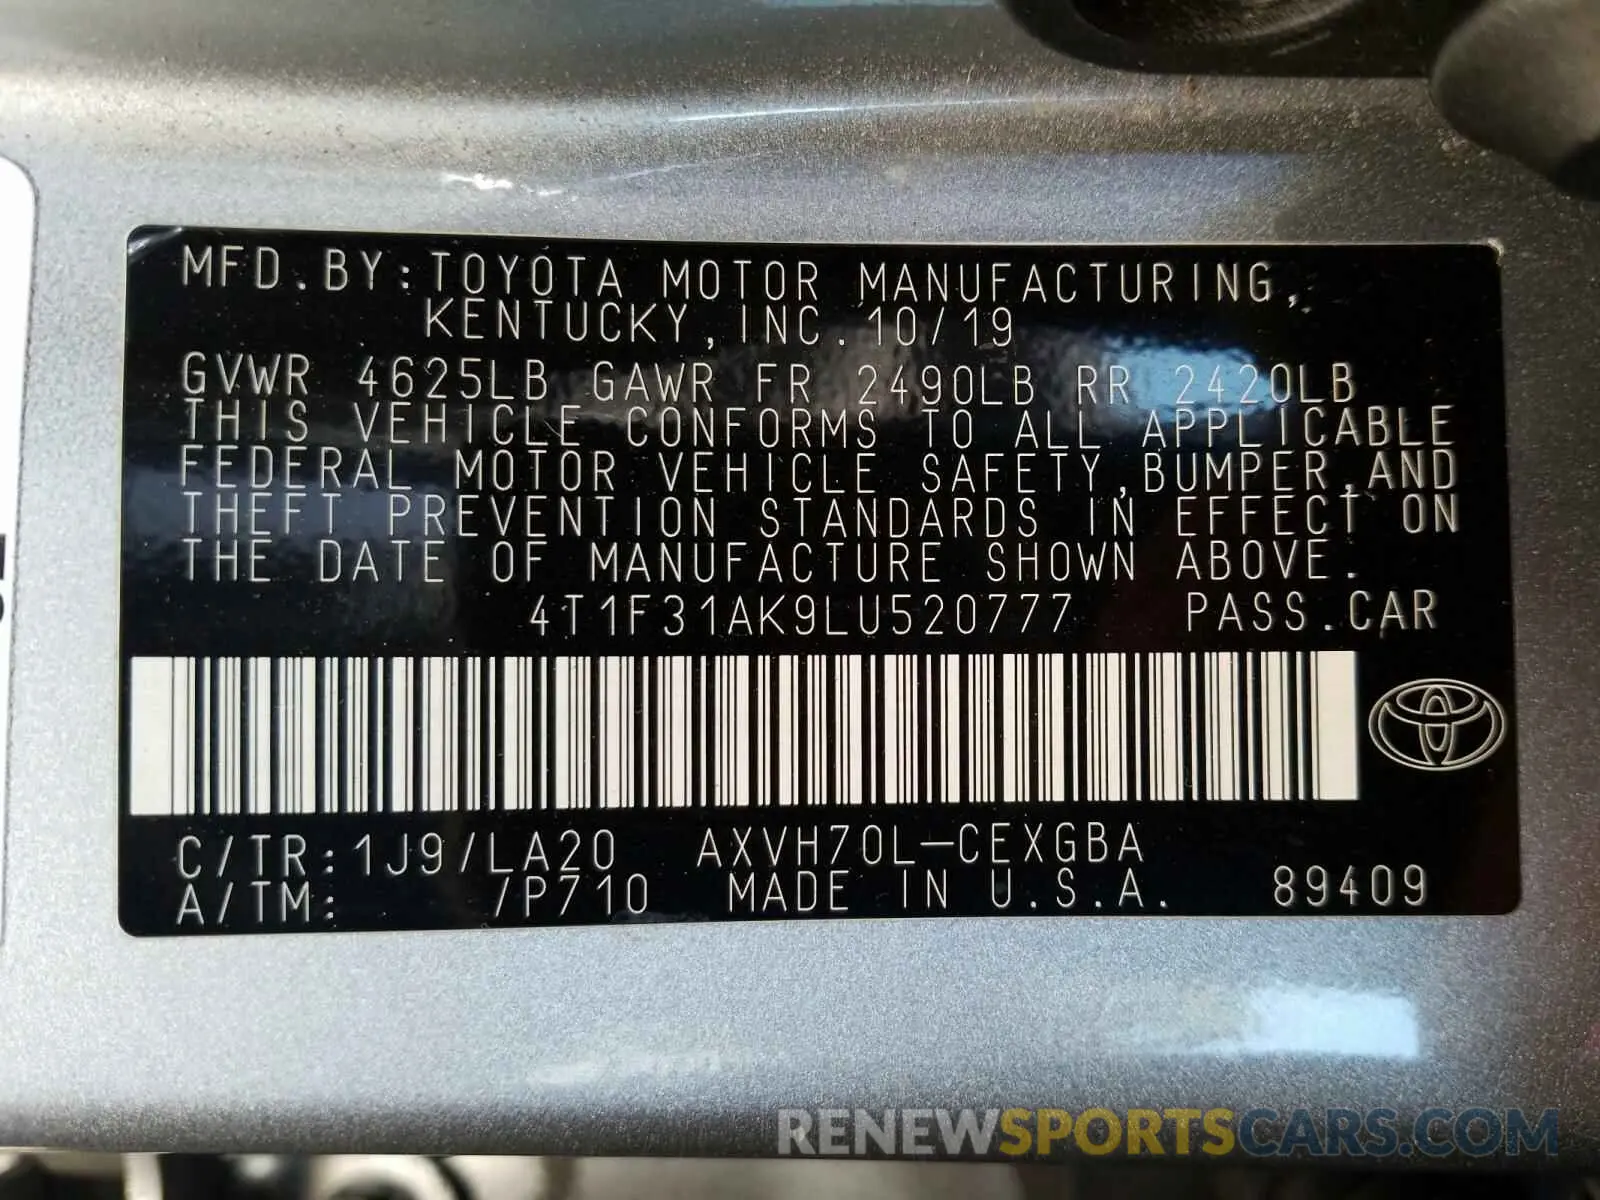 MFD.BY:TOYOTA MOTOR MANUFACTURING,
KENTUCKY,INC.10/19
GVWR 4625LB GAWR FR 2490LB RR 2420LB
THIS VEHICLE CONFORMS TO ALL APPLICABLE
FEDERAL MOTOR VEHICLE SAFETY,BUMPER,AND
THEFT PREVENTION STANDARDS IN EFFECT ON
THE DATE OF MANUFACTURE SHOWN ABOVE.
4T1F31AK9LU520777 PASS.CAR
C/TR:1J9/LA20 AXVH70L-CEXGBA
A/TM: /P710 MADE IN U.S.A. 89409
RENEWSPORTSCARS.COM